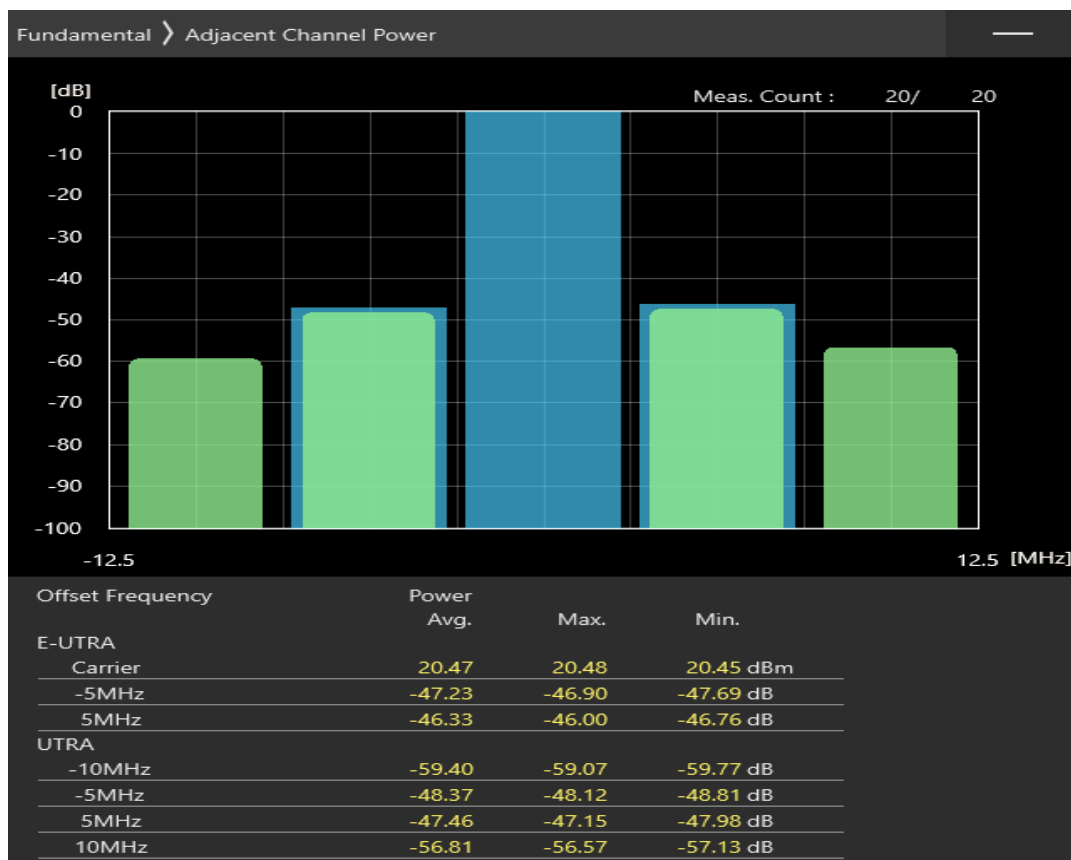 Fundamental ❯ Adjacent Channel Power
[dB]
Meas. Count : 20/ 20
0
-10
-20
-30
-40
-50
-60
-70
-80
-90
-100
-12.5 12.5 [MHz]
Offset Frequency Power
Avg. Max. Min.
E-UTRA
Carrier 20.47 20.48 20.45 dBm
-5MHz -47.23 -46.90 -47.69 dB
5MHz -46.33 -46.00 -46.76 dB
UTRA
-10MHz -59.40 -59.07 -59.77 dB
-5MHz -48.37 -48.12 -48.81 dB
5MHz -47.46 -47.15 -47.98 dB
10MHz -56.81 -56.57 -57.13 dB